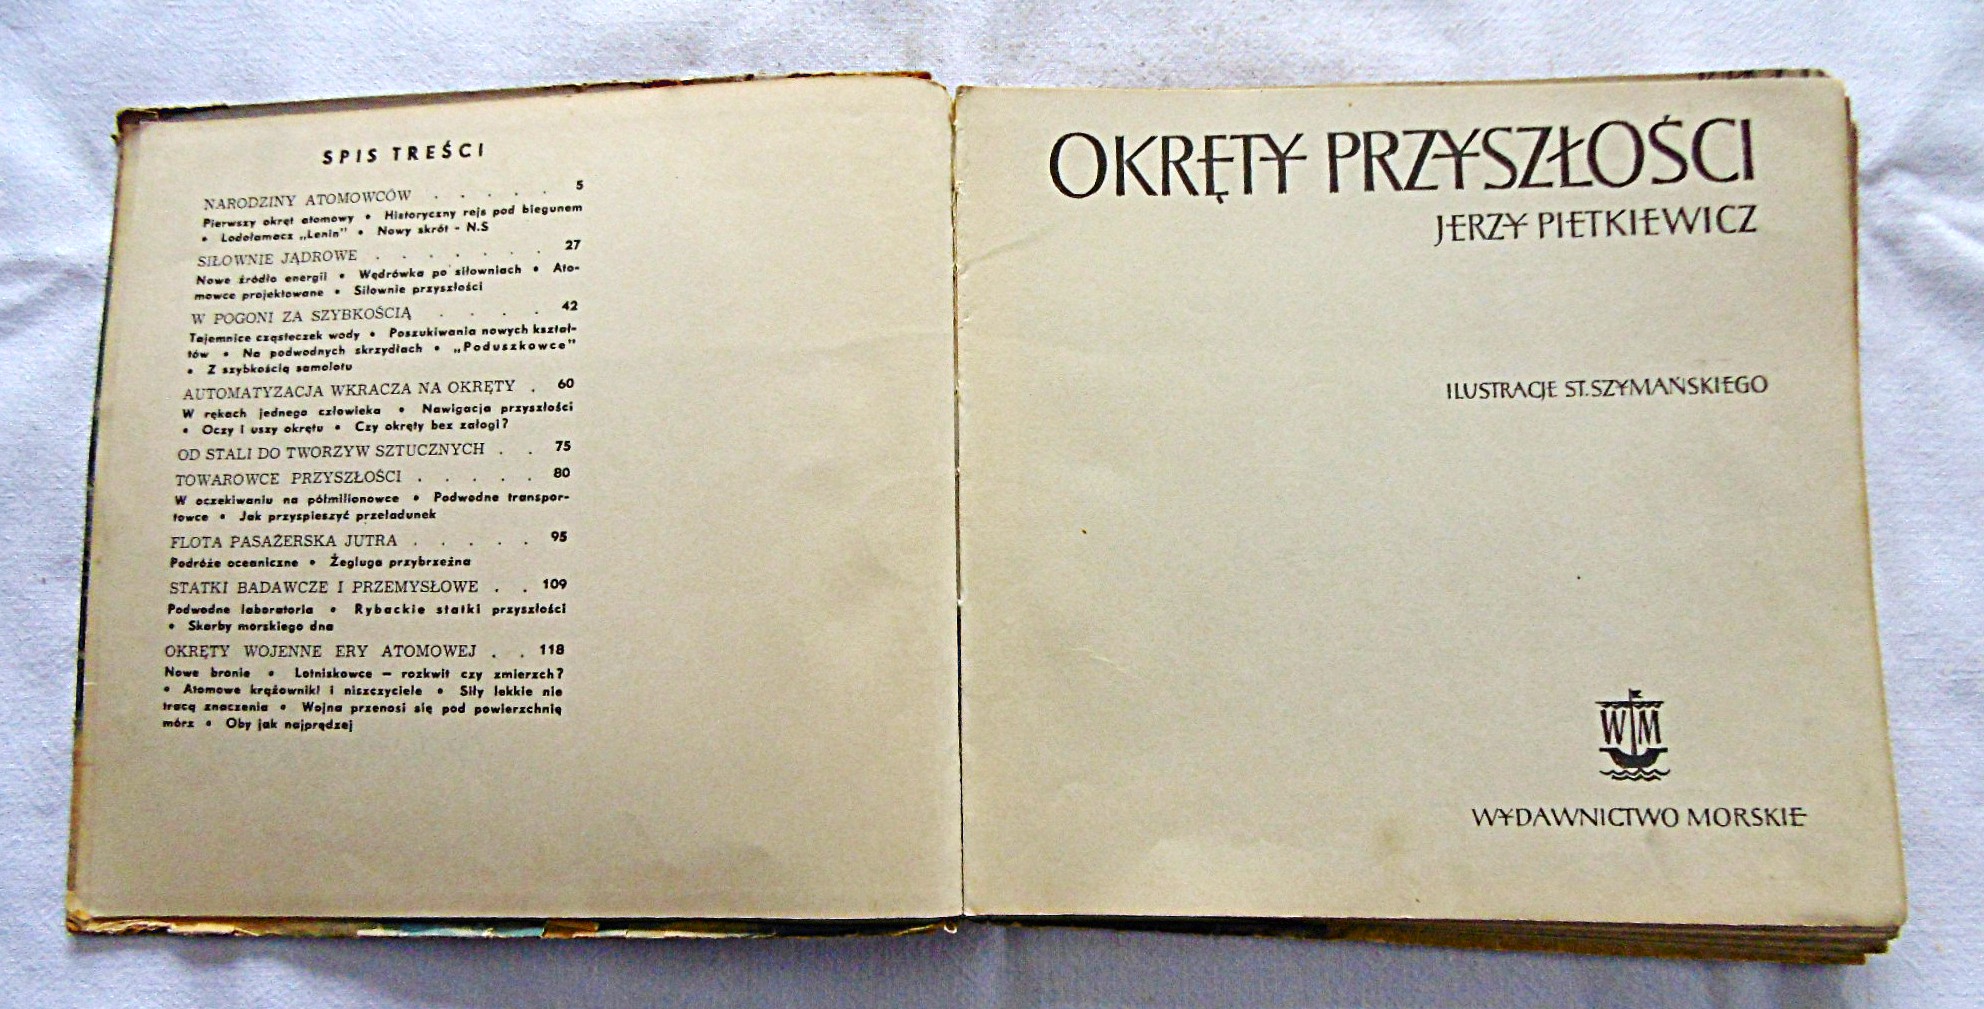 SPIS TREŚCI
NARODZINY ATOMOWCÓW . . . . . 5
Pierwszy okręt atomowy • Historyczny rejs pod biegunem
• Lodołamacz „Lenin" • Nowy skrót - N.S
SIŁOWNIE JĄDROWE . . . . . . . 27
Nowe źródło energii • Wędrówka po siłowniach • Ato-
mowce projektowane • Siłownie przyszłości
W POGONI ZA SZYBKOŚCIĄ . . . . 42
Tajemnice cząsteczek wody • Poszukiwania nowych kształ-
tów • Na podwodnych skrzydłach • „Poduszkowce"
• Z szybkością samolotu
AUTOMATYZACJA WKRACZA NA OKRĘTY . 60
W rękach jednego człowieka • Nawigacja przyszłości
• Oczy i uszy okrętu • Czy okręty bez załogi?
OD STALI DO TWORZYW SZTUCZNYCH . . 75
TOWAROWCE PRZYSZŁOŚCI . . . . . 80
W oczekiwaniu na półmilionowce • Podwodne transpor-
towce • Jak przyspieszyć przeładunek
FLOTA PASAŻERSKA JUTRA . . . . . 95
Podróże oceaniczne • Żegluga przybrzeżna
STATKI BADAWCZE I PRZEMYSŁOWE . . 109
Podwodne laboratoria • Rybackie statki przyszłości
• Skarby morskiego dna
OKRĘTY WOJENNE ERY ATOMOWEJ . . 118
Nowe bronie • Lotniskowce — rozkwit czy zmierzch?
• Atomowe krążowniki i niszczyciele • Siły lekkie nie
tracą znaczenia • Wojna przenosi się pod powierzchnię
mórz • Oby jak najprędzej
OKRĘTY PRZYSZŁOŚCI
JERZY PIETKIEWICZ
ILUSTRACJE ST. SZYMAŃSKIEGO
WM
WYDAWNICTWO MORSKIE